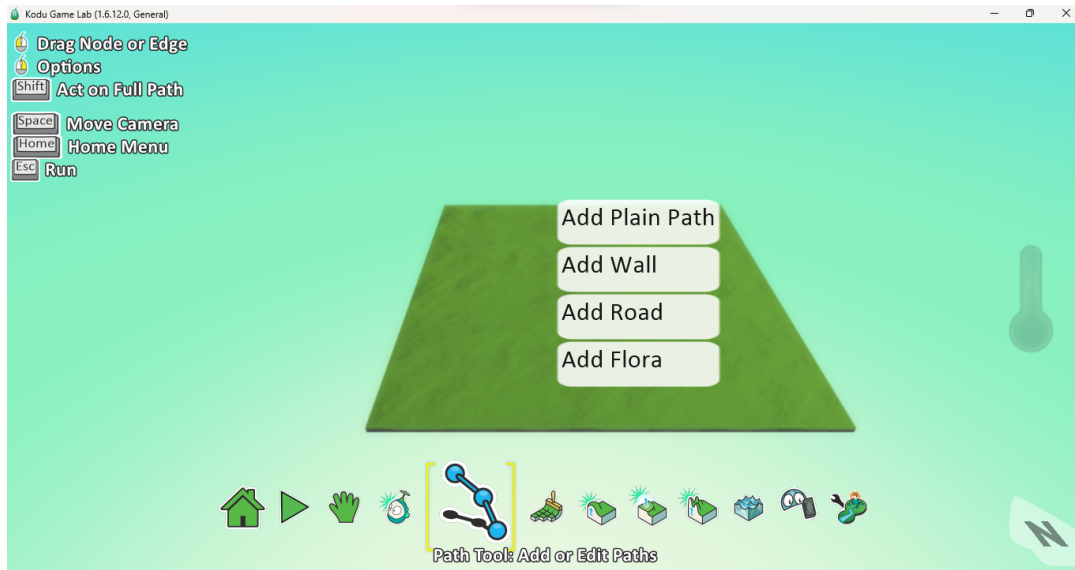 Kodu Game Lab (1.6.12.0, General)
Drag Node or Edge
Options
Shift Act on Full Path
Space Move Camera
Home Home Menu
Esc Run
Add Plain Path
Add Wall
Add Road
Add Flora
Path Tool: Add or Edit Paths
N